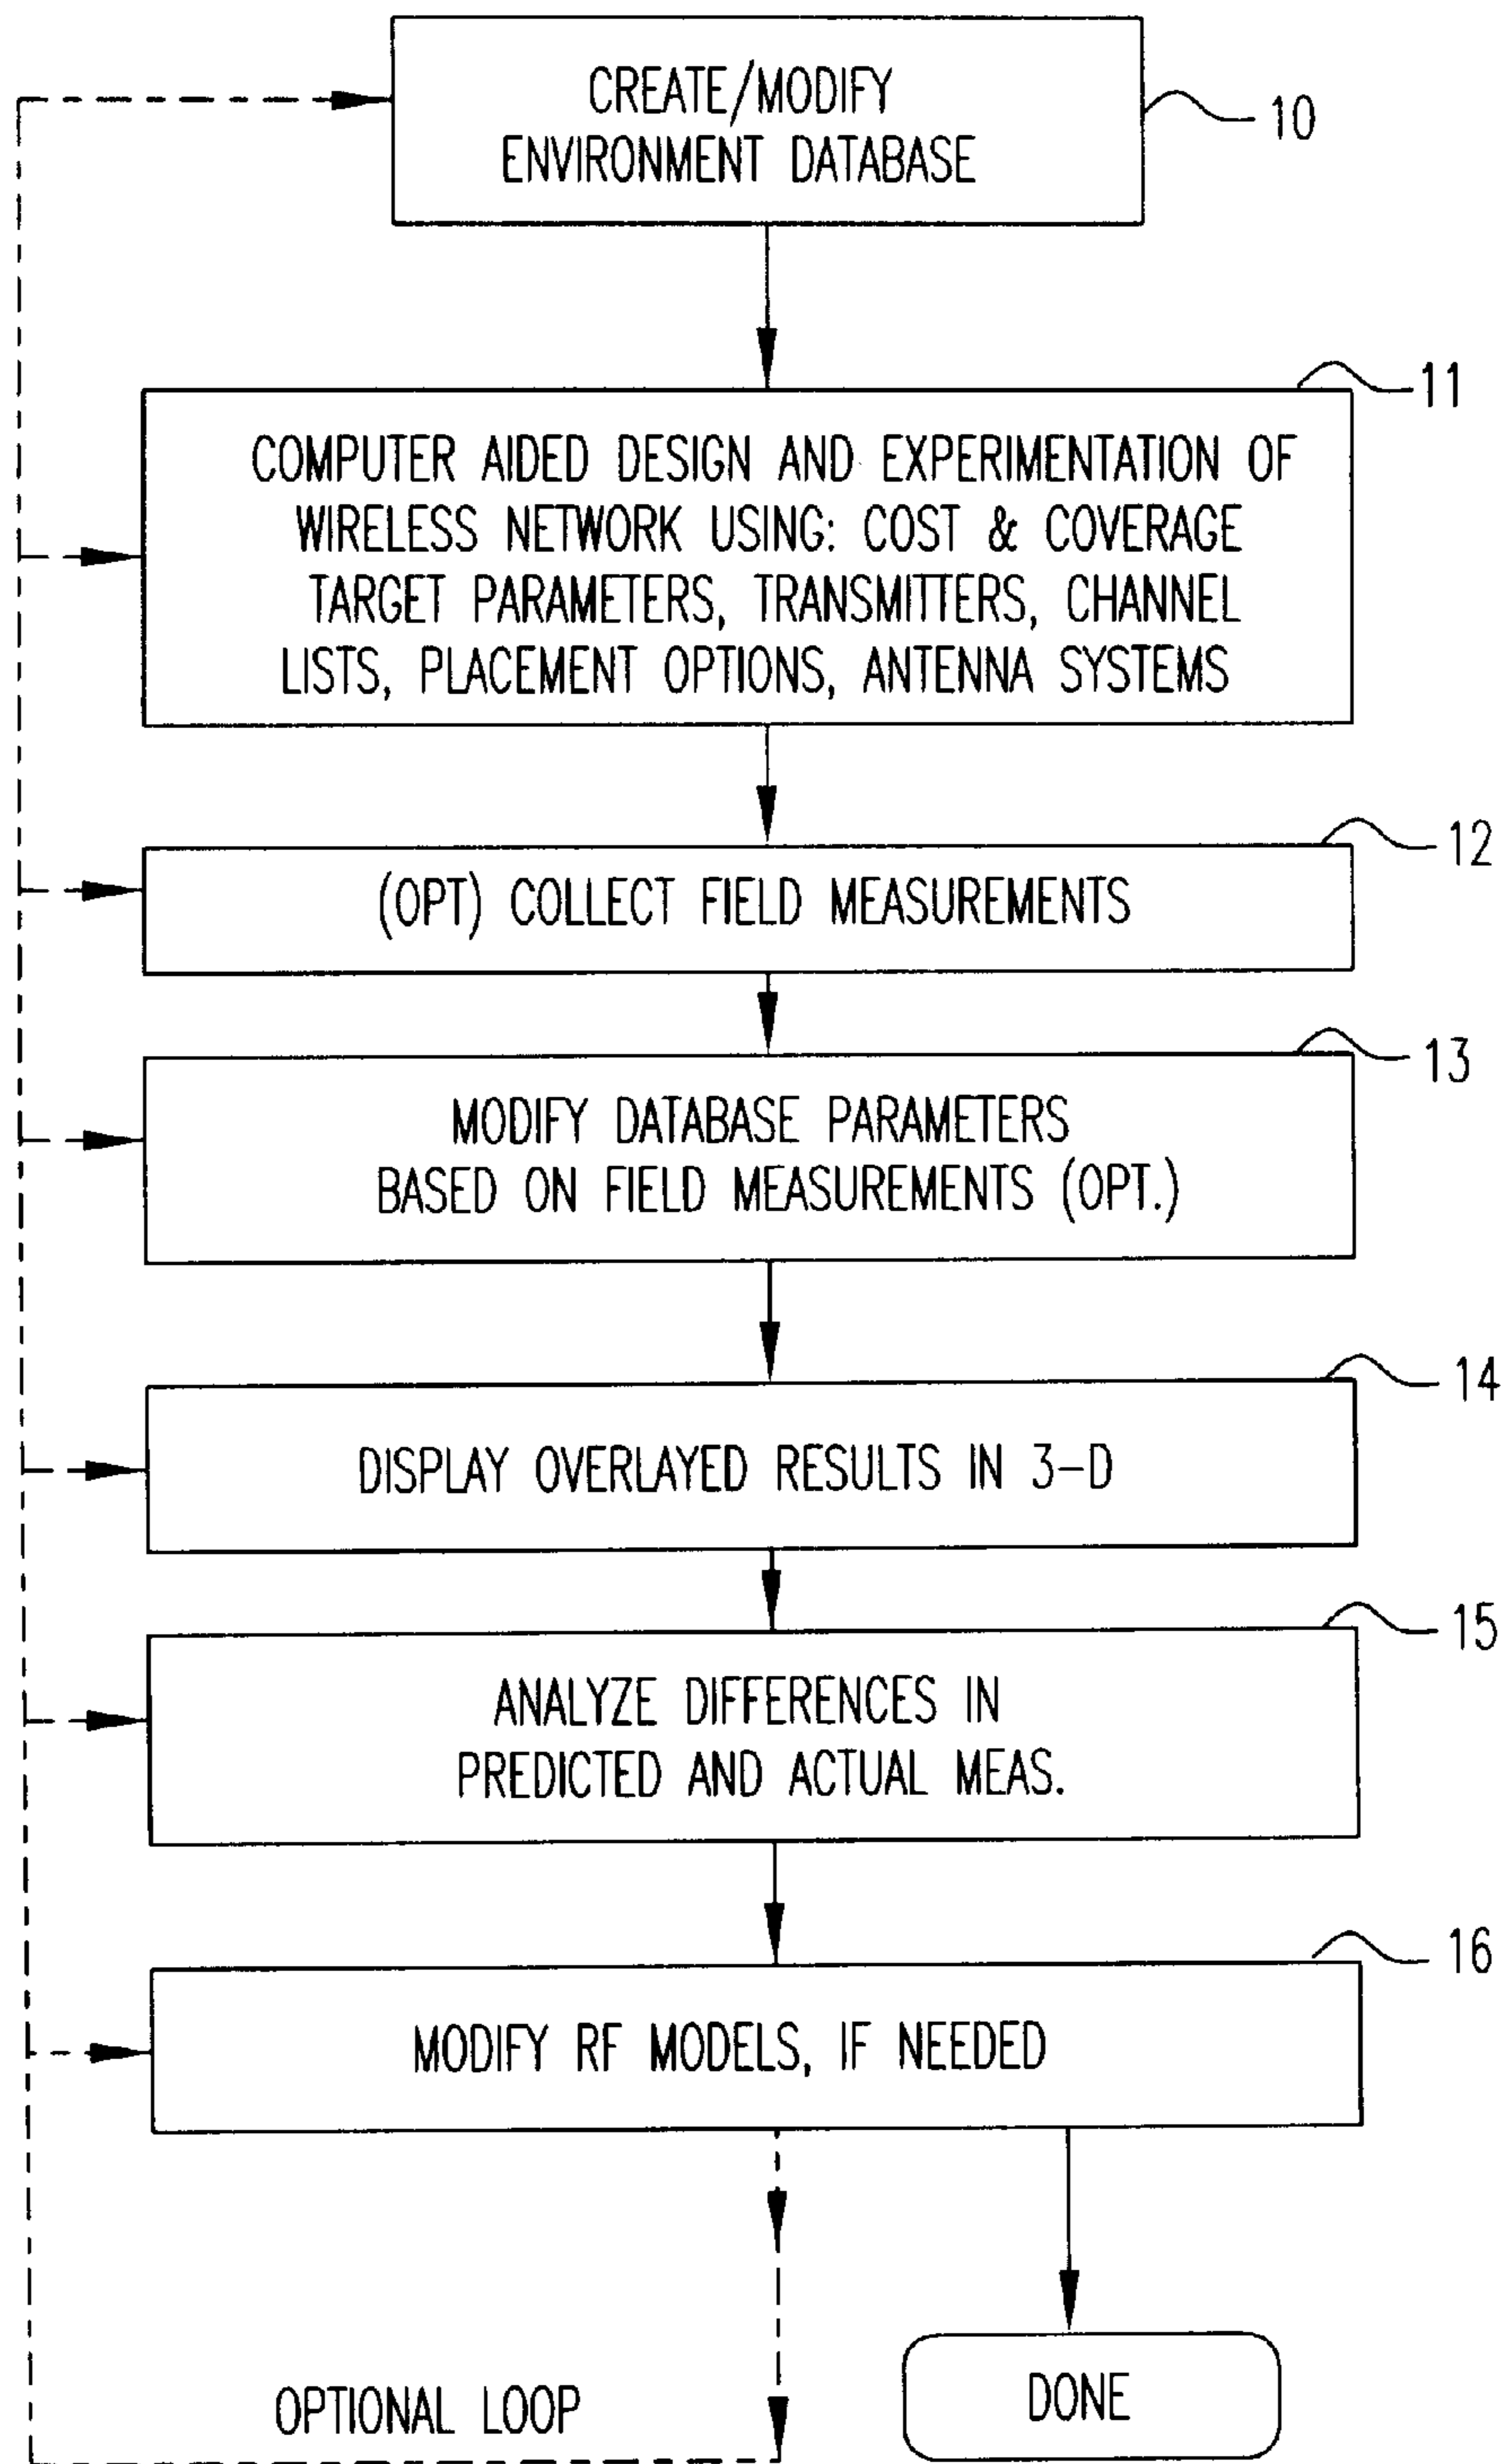 CREATE/MODIFY
ENVIRONMENT DATABASE
10
11
COMPUTER AIDED DESIGN AND EXPERIMENTATION OF
WIRELESS NETWORK USING: COST & COVERAGE
TARGET PARAMETERS, TRANSMITTERS, CHANNEL
LISTS, PLACEMENT OPTIONS, ANTENNA SYSTEMS
12
(OPT) COLLECT FIELD MEASUREMENTS
13
MODIFY DATABASE PARAMETERS
BASED ON FIELD MEASUREMENTS (OPT.)
14
DISPLAY OVERLAYED RESULTS IN 3-D
15
ANALYZE DIFFERENCES IN
PREDICTED AND ACTUAL MEAS.
16
MODIFY RF MODELS, IF NEEDED
DONE
OPTIONAL LOOP